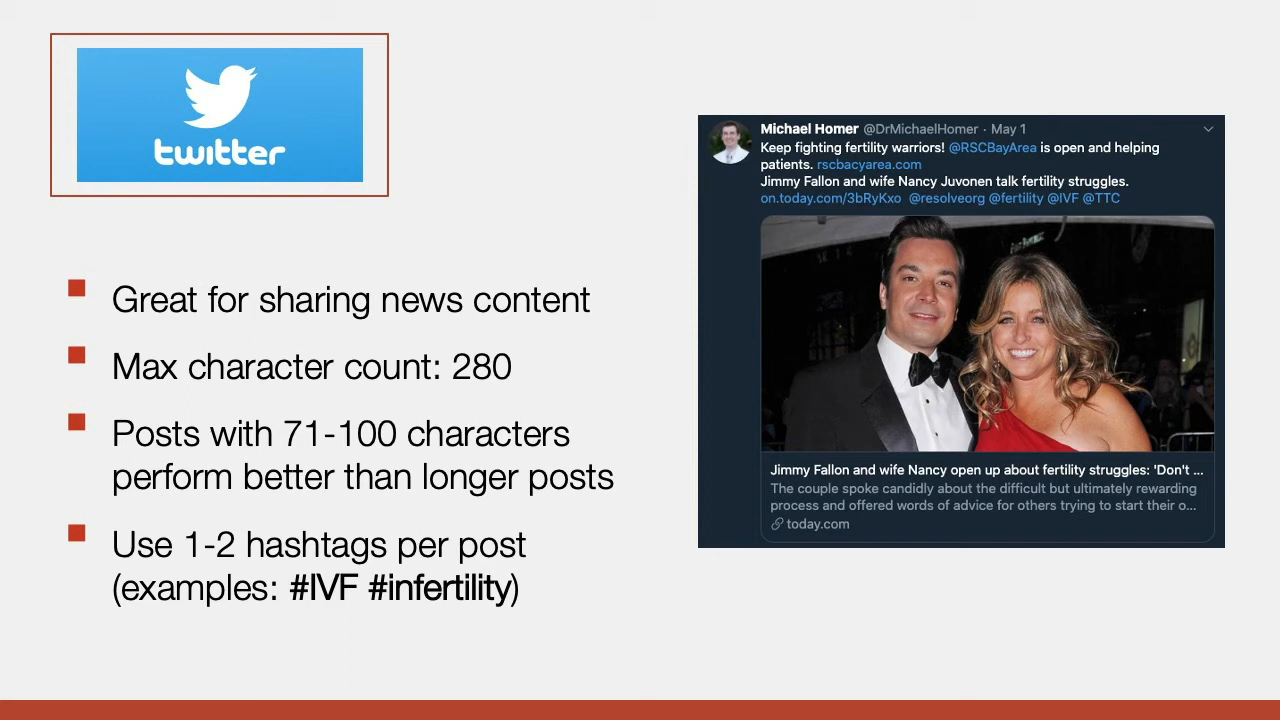 twitter
Great for sharing news content
Max character count: 280
Posts with 71-100 characters
perform better than longer posts
Use 1-2 hashtags per post
(examples: #IVF #infertility)
Michael Homer @DrMichaelHomer · May 1
Keep fighting fertility warriors! @RSCBayArea is open and helping
patients. rscbacyarea.com
Jimmy Fallon and wife Nancy Juvonen talk fertility struggles.
on.today.com/3bRyKxo @resolveorg @fertility @IVF @TTC
Jimmy Fallon and wife Nancy open up about fertility struggles: 'Don't ...
The couple spoke candidly about the difficult but ultimately rewarding
process and offered words of advice for others trying to start their o...
today.com